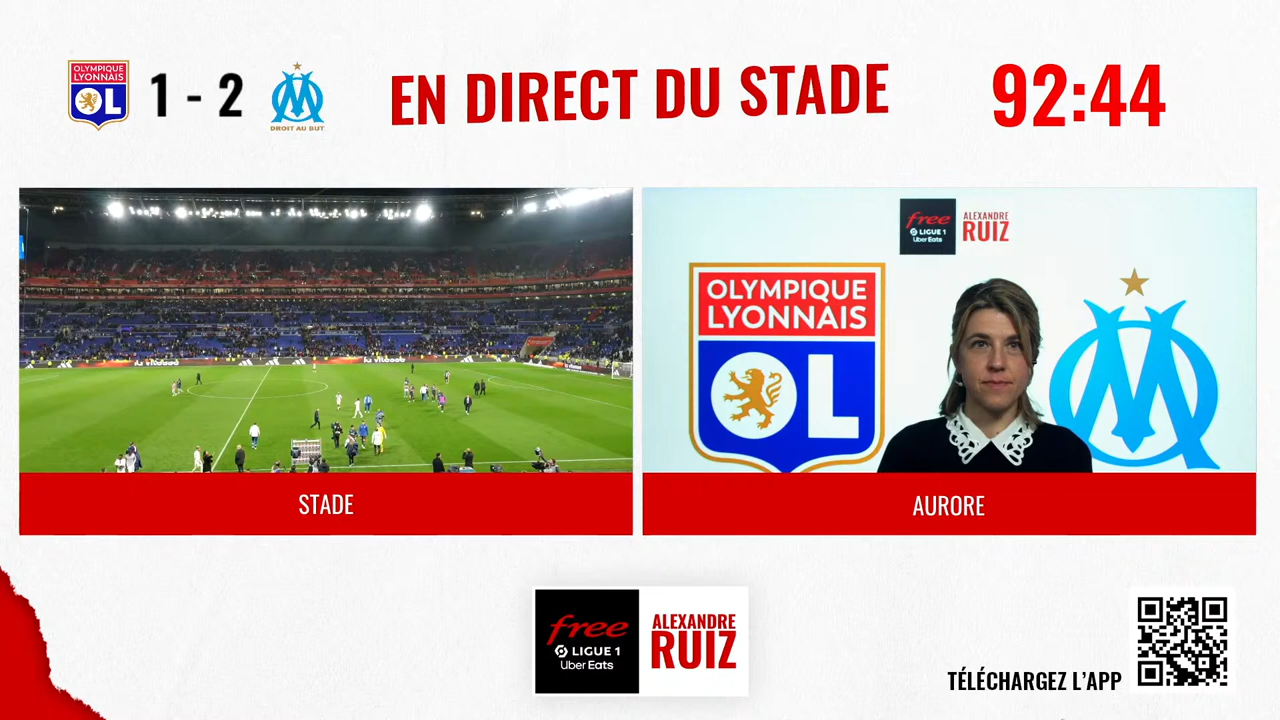 OLYMPIQUE
LYONNAIS
OL
1 - 2
DROIT AU BUT
EN DIRECT DU STADE
92:44
free
LIGUE 1
Uber Eats
ALEXANDRE
RUIZ
OLYMPIQUE
LYONNAIS
OL
STADE
AURORE
free
LIGUE 1
Uber Eats
ALEXANDRE
RUIZ
TÉLÉCHARGEZ L'APP